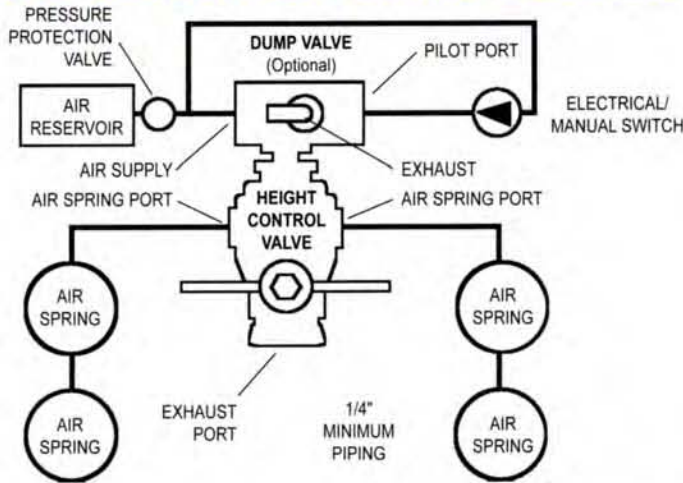 PRESSURE
PROTECTION
VALVE
DUMP VALVE
(Optional)
PILOT PORT
AIR
RESERVOIR
ELECTRICAL/
MANUAL SWITCH
AIR SUPPLY
EXHAUST
AIR SPRING PORT
HEIGHT
CONTROL
VALVE
AIR SPRING PORT
AIR
SPRING
AIR
SPRING
AIR
SPRING
AIR
SPRING
EXHAUST
PORT
1/4"
MINIMUM
PIPING